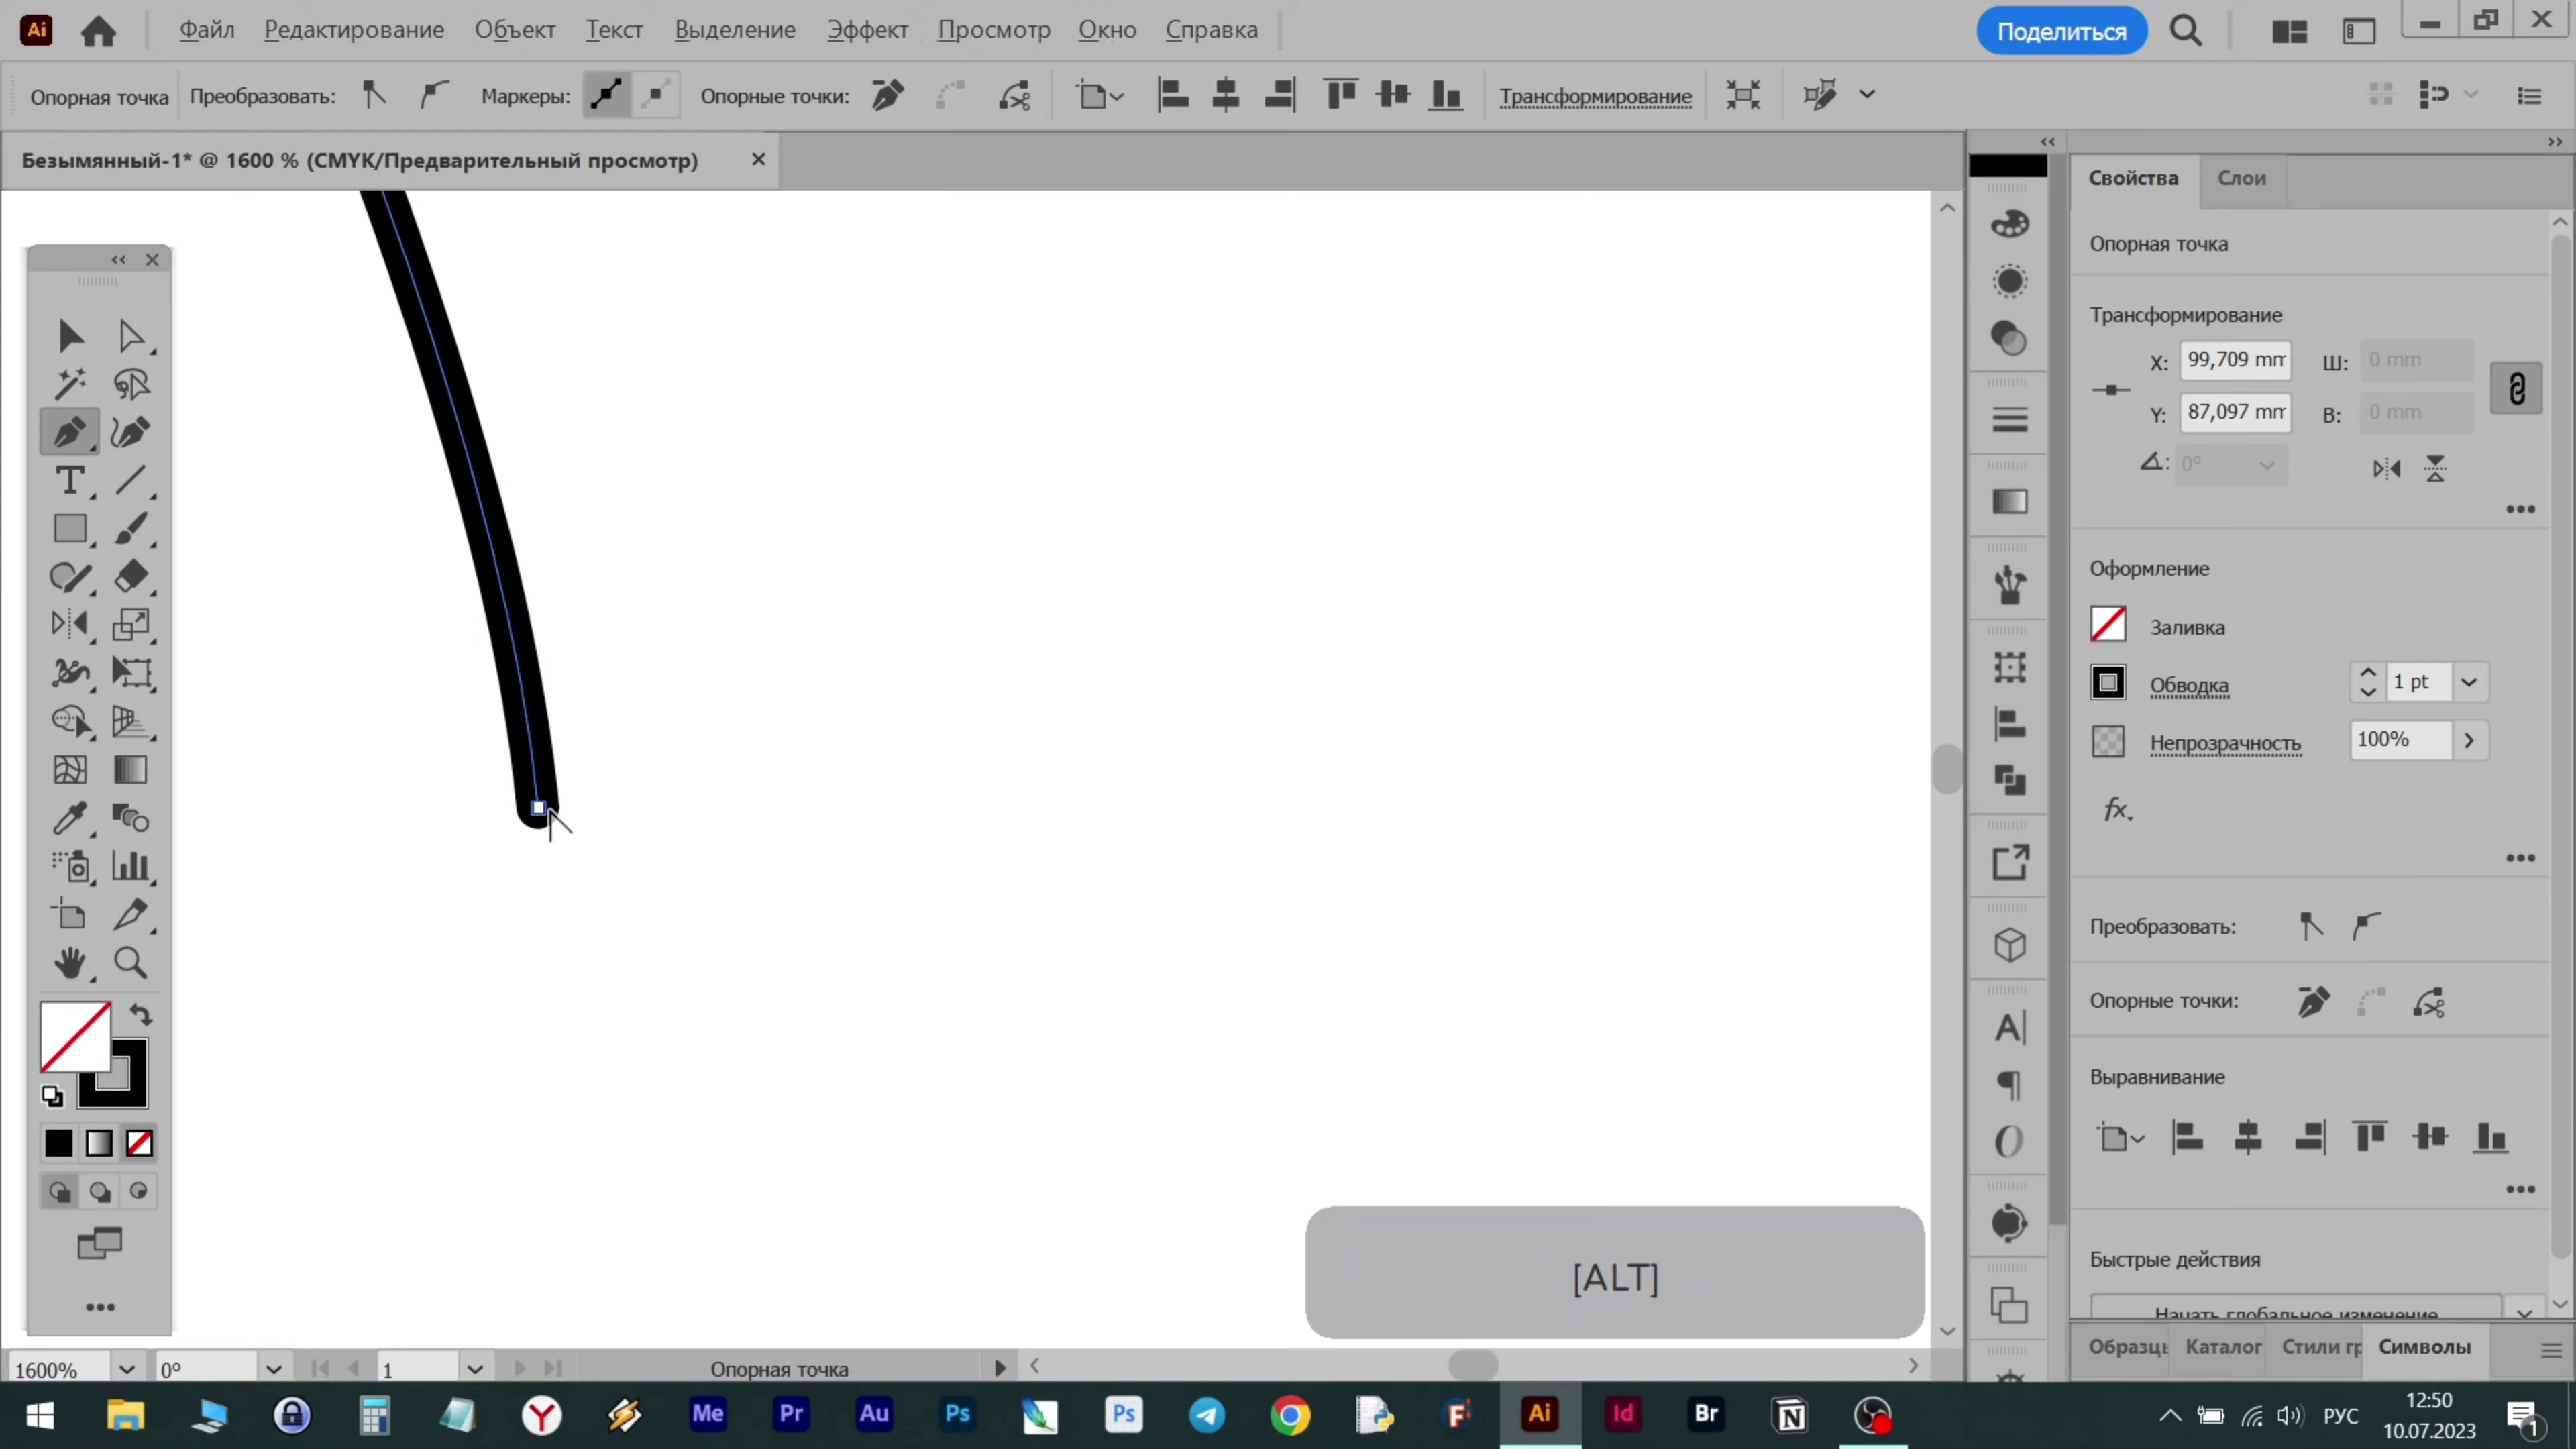 Ai Файл Редактирование Объект Текст Выделение Эффект Просмотр Окно Справка Поделиться
Опорная точка Преобразовать: Маркеры: Опорные точки: Трансформирование
Безымянный-1* @ 1600 % (CMYK/Предварительный просмотр)
Свойства Слои
Опорная точка
Трансформирование
X: 99,709 mm Ш: 0 mm
Y: 87,097 mm В: 0 mm
0°
Оформление
Заливка
Обводка 1 pt
Непрозрачность 100%
fx
Преобразовать:
Опорные точки:
Выравнивание
Быстрые действия
Начать глобальное изменение
[ALT]
Образцы Каталог Стили гр Символы
1600% 0° 1 Опорная точка
Me Pr Au Ps Ps Ai Id Br РУС
12:50
10.07.2023
1